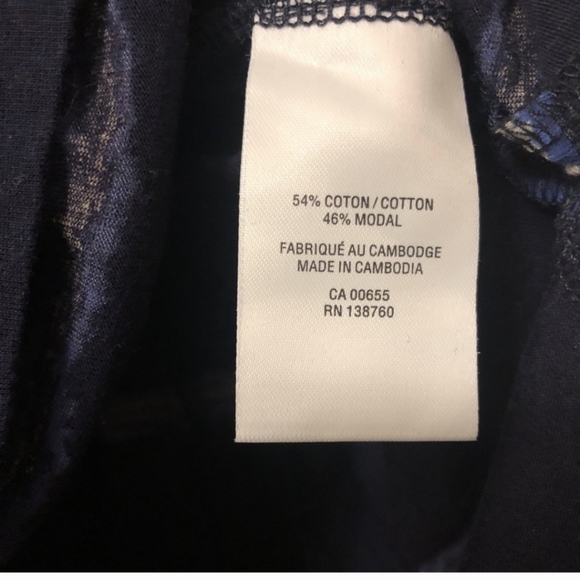 54% COTON / COTTON
46% MODAL
FABRIQUÉ AU CAMBODGE
MADE IN CAMBODIA
CA 00655
RN 138760